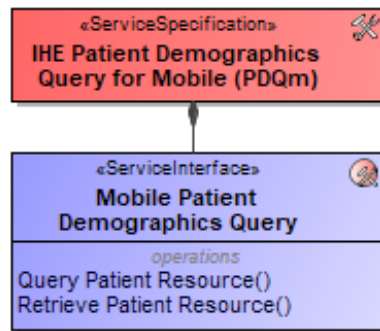 «ServiceSpecification»
IHE Patient Demographics
Query for Mobile (PDQm)
«ServiceInterface»
Mobile Patient
Demographics Query
operations
Query Patient Resource()
Retrieve Patient Resource()